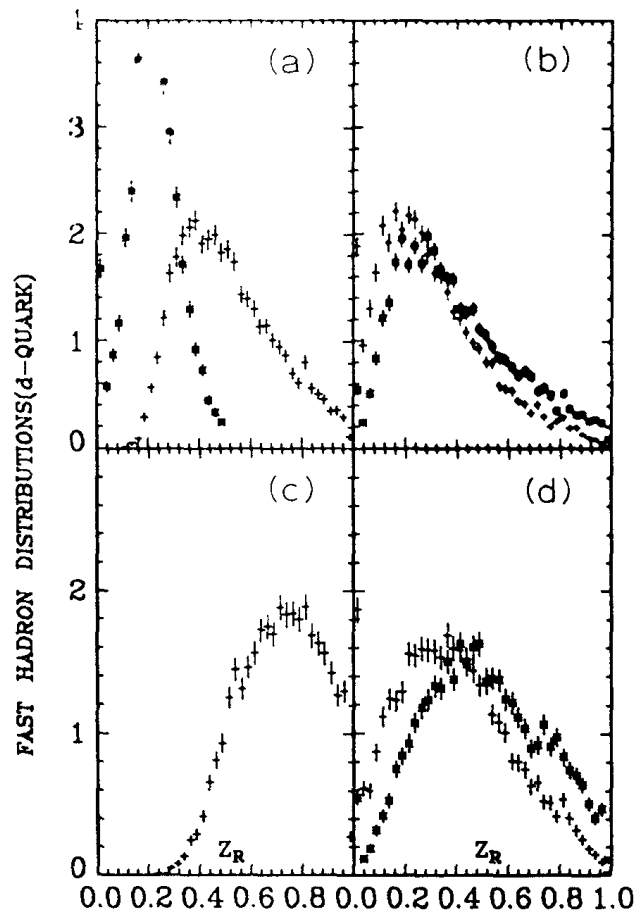 FAST HADRON DISTRIBUTIONS(d-QUARK)
4
3
2
1
0
(a)
(b)
2
1
0
(c)
(d)
Z_R
Z_R
0.0 0.2 0.4 0.6 0.8 0.0 0.2 0.4 0.6 0.8 1.0